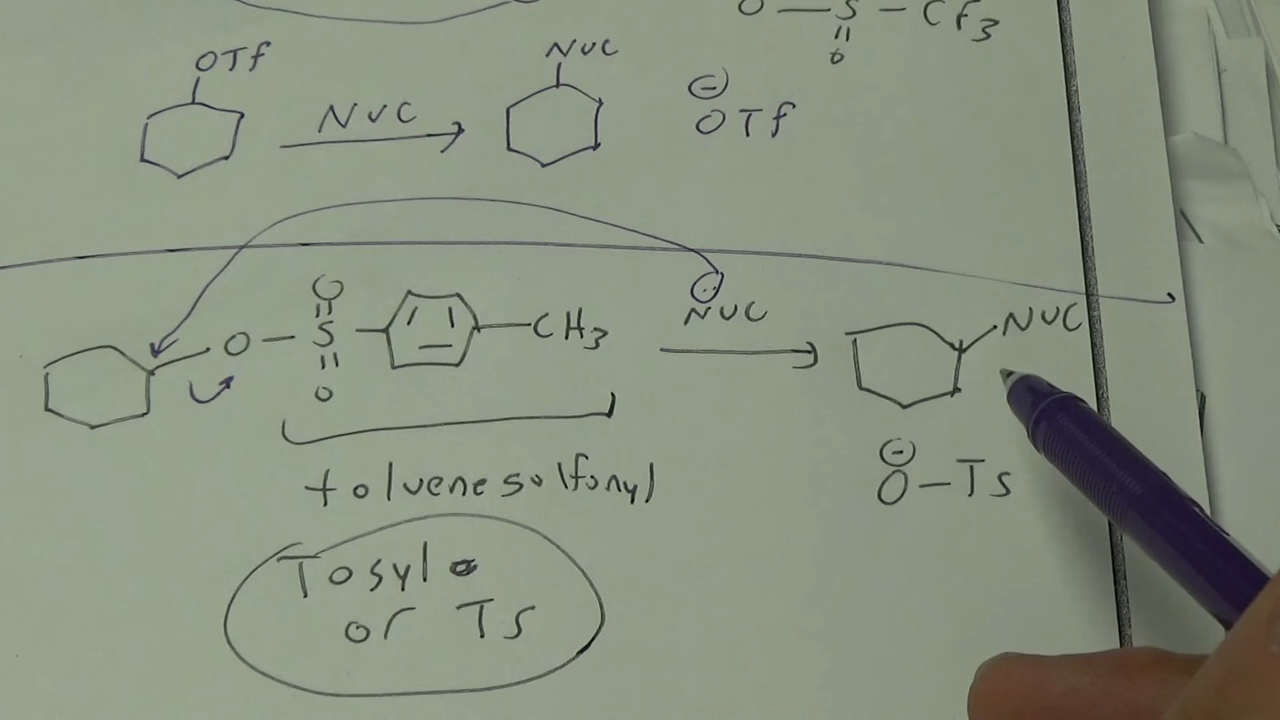 O — S — CF3
O
OTf
NUC
NUC
⊖
OTf
O
O — S — CH3
O
NUC
NUC
toluenesulfonyl
⊖
O — Ts
Tosyl
or Ts